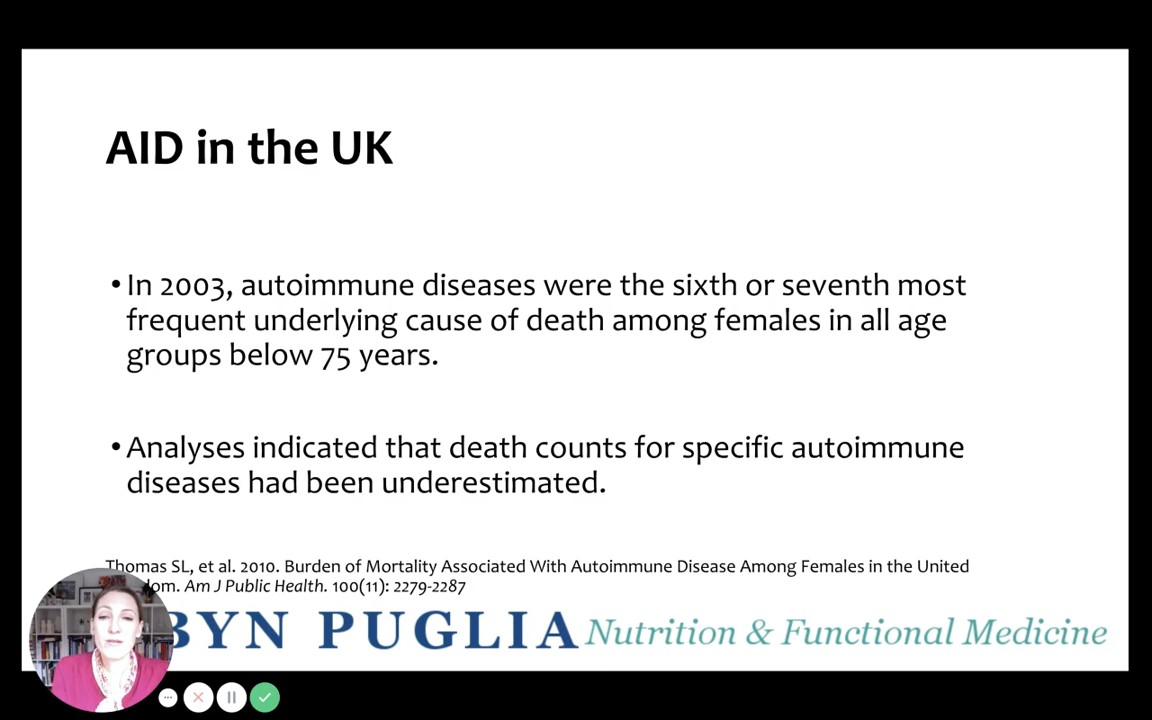 AID in the UK
•In 2003, autoimmune diseases were the sixth or seventh most
frequent underlying cause of death among females in all age
groups below 75 years.
•Analyses indicated that death counts for specific autoimmune
diseases had been underestimated.
Thomas SL, et al. 2010. Burden of Mortality Associated With Autoimmune Disease Among Females in the United
Am J Public Health. 100(11): 2279-2287
PUGLIA Nutrition & Functional Medicine